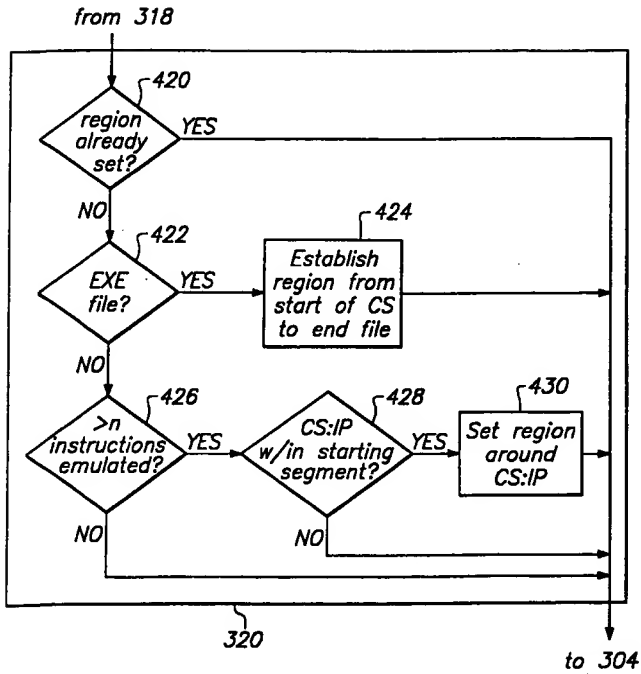 from 318
420
region
already
set?
YES
NO
422
EXE
file?
YES
424
Establish
region from
start of CS
to end file
NO
426
>n
instructions
emulated?
YES
428
CS:IP
w/in starting
segment?
YES
430
Set region
around
CS:IP
NO
NO
320
to 304